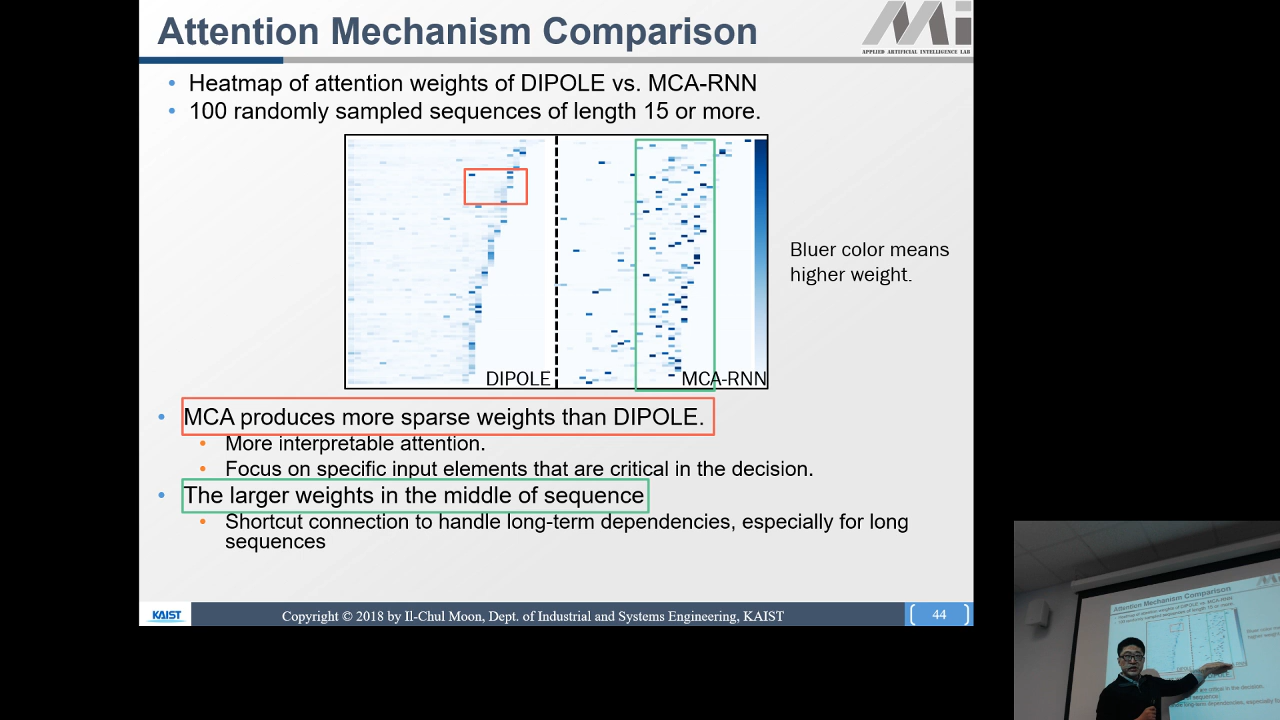 Attention Mechanism Comparison
APPLIED ARTIFICIAL INTELLIGENCE LAB
• Heatmap of attention weights of DIPOLE vs. MCA-RNN
• 100 randomly sampled sequences of length 15 or more.
DIPOLE
MCA-RNN
Bluer color means
higher weight.
• MCA produces more sparse weights than DIPOLE.
• More interpretable attention.
• Focus on specific input elements that are critical in the decision.
• The larger weights in the middle of sequence
• Shortcut connection to handle long-term dependencies, especially for long
sequences
KAIST
Copyright © 2018 by Il-Chul Moon, Dept. of Industrial and Systems Engineering, KAIST
44
Attention Mechanism Comparison